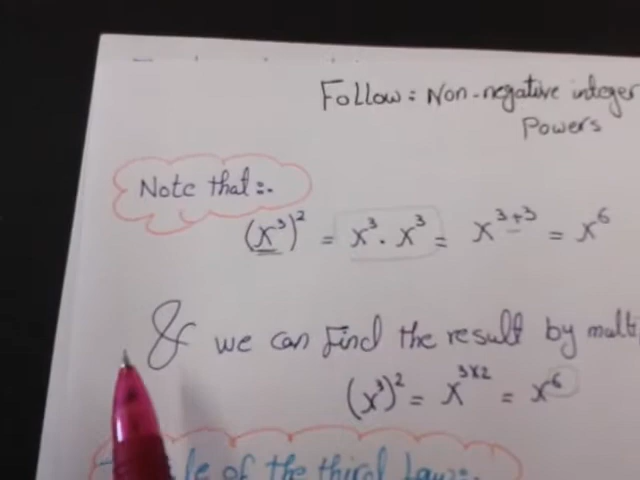 Follow: Non-negative integer
Powers
Note that:-
(x³)² = x³ . x³ = x³⁺³ = x⁶
& we can find the result by
(x³)² = x³ˣ² = x⁶
of the third Law:-